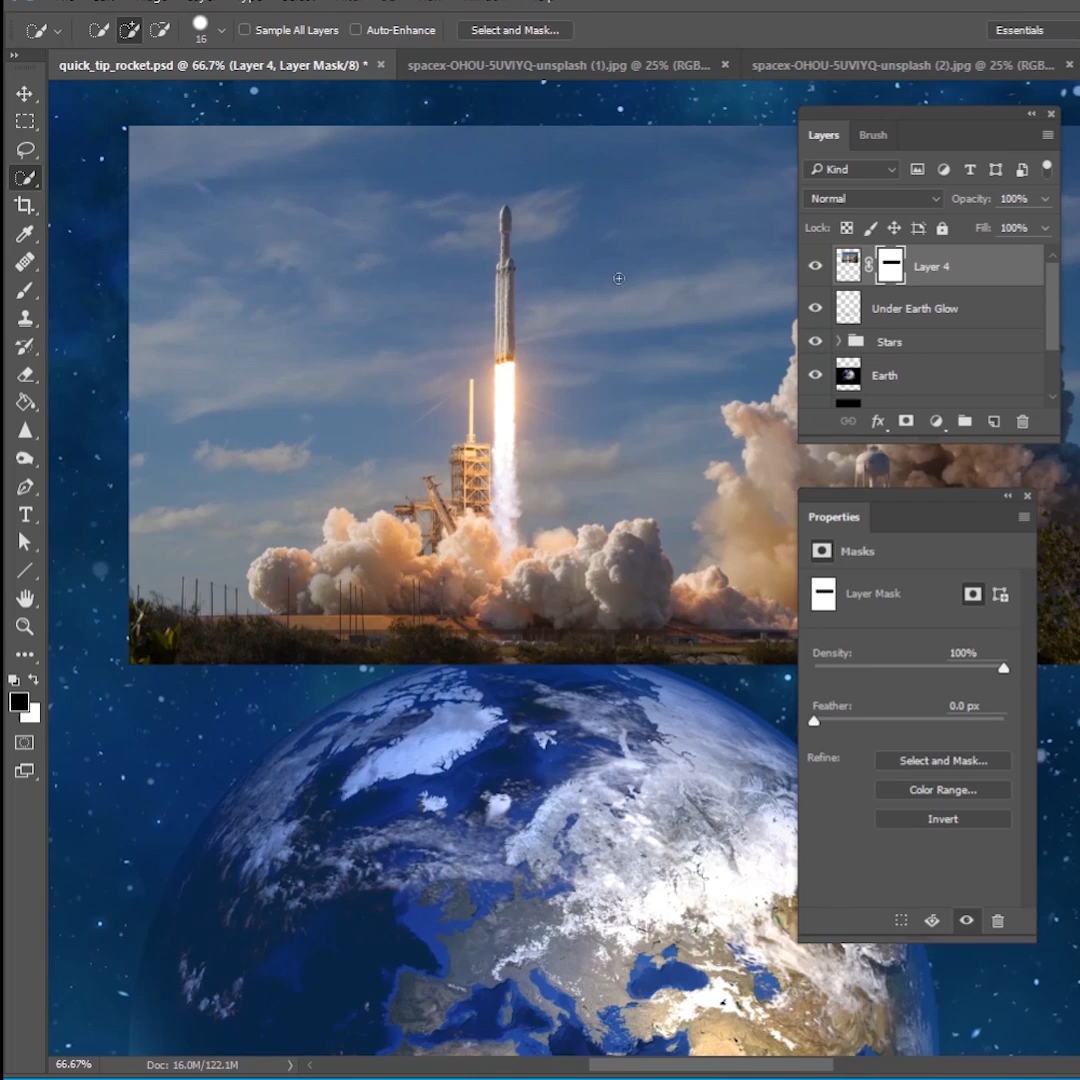 16
Sample All Layers
Auto-Enhance
Select and Mask...
Essentials
quick_tip_rocket.psd @ 66.7% (Layer 4, Layer Mask/8) *
spacex-OHOU-5UVIYQ-unsplash (1).jpg @ 25% (RGB...
spacex-OHOU-5UVIYQ-unsplash (2).jpg @ 25% (RGB...
Layers
Brush
Kind
Normal
Opacity: 100%
Lock:
Fill: 100%
Layer 4
Under Earth Glow
Stars
Earth
fx
Properties
Masks
Layer Mask
Density: 100%
Feather: 0.0 px
Refine:
Select and Mask...
Color Range...
Invert
66.67%
Doc: 16.0M/122.1M